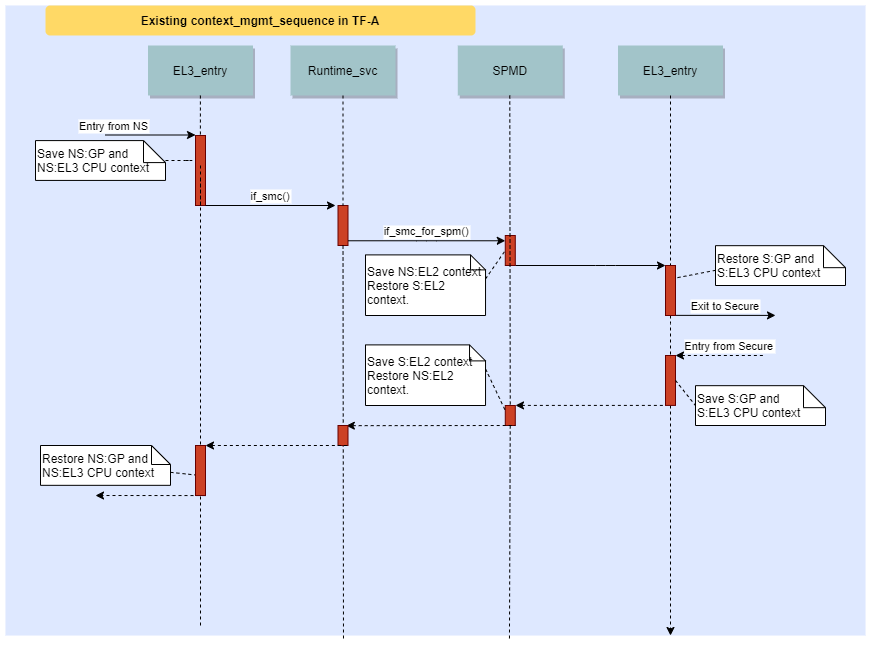 Existing context_mgmt_sequence in TF-A
EL3_entry
Runtime_svc
SPMD
EL3_entry
Entry from NS
Save NS:GP and
NS:EL3 CPU context
if_smc()
if_smc_for_spm()
Save NS:EL2 context
Restore S:EL2
context.
Restore S:GP and
S:EL3 CPU context
Exit to Secure
Entry from Secure
Save S:EL2 context
Restore NS:EL2
context.
Save S:GP and
S:EL3 CPU context
Restore NS:GP and
NS:EL3 CPU context